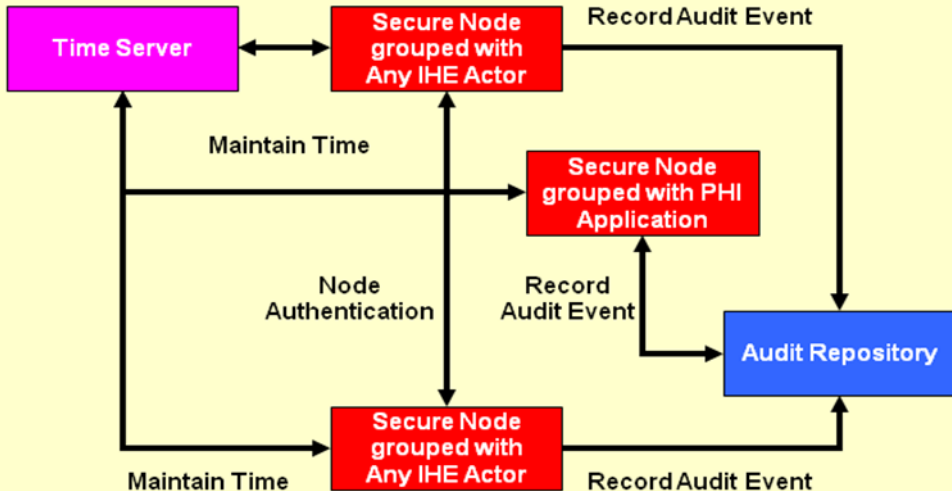 Time Server
Secure Node
grouped with
Any IHE Actor
Record Audit Event
Maintain Time
Secure Node
grouped with PHI
Application
Node
Authentication
Record
Audit Event
Audit Repository
Secure Node
grouped with
Any IHE Actor
Maintain Time
Record Audit Event